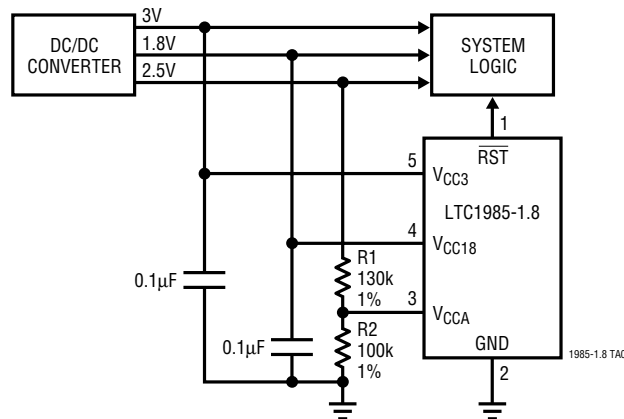 DC/DC
CONVERTER
3V
1.8V
2.5V
SYSTEM
LOGIC
1
RST
5
VCC3
LTC1985-1.8
4
VCC18
R1
130k
1%
3
VCCA
R2
100k
1%
0.1µF
0.1µF
GND
2